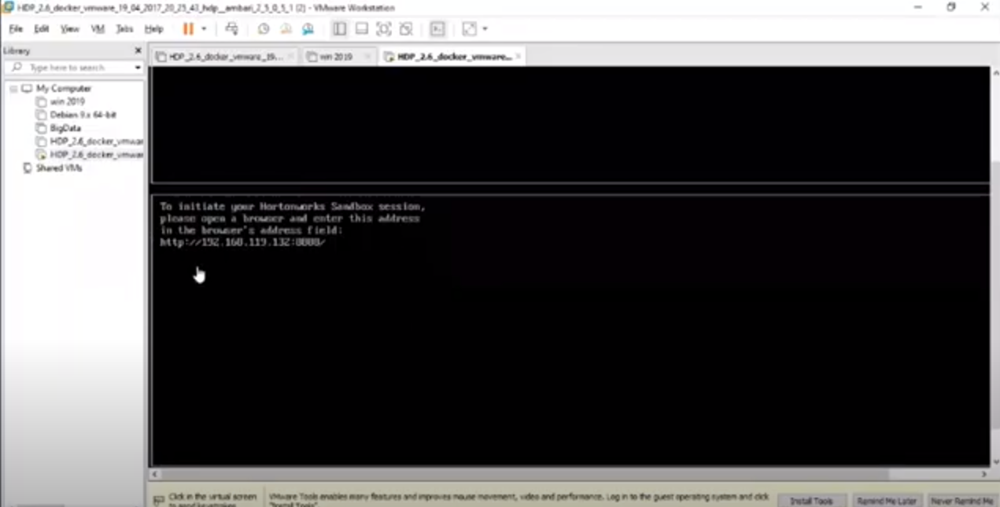 HDP_2.6_docker_vmware_19_04_2017_20_25_43_hdp_ambari_2_5_0_5_1 (2) - VMware Workstation
File Edit View VM Tabs Help
Library
Type here to search
HDP_2.6_docker_vmware_19...
win 2019
HDP_2.6_docker_vmware...
My Computer
win 2019
Debian 9.x 64-bit
BigData
HDP_2.6_docker_vmwar
HDP_2.6_docker_vmwar
Shared VMs
To initiate your Hortonworks Sandbox session,
please open a browser and enter this address
in the browser's address field:
http://192.168.119.132:8888/
Click in the virtual screen
to send keystrokes
VMware Tools enables many features and improves mouse movement, video and performance. Log in to the guest operating system and click
"Install Tools".
Install Tools
Remind Me Later
Never Remind Me